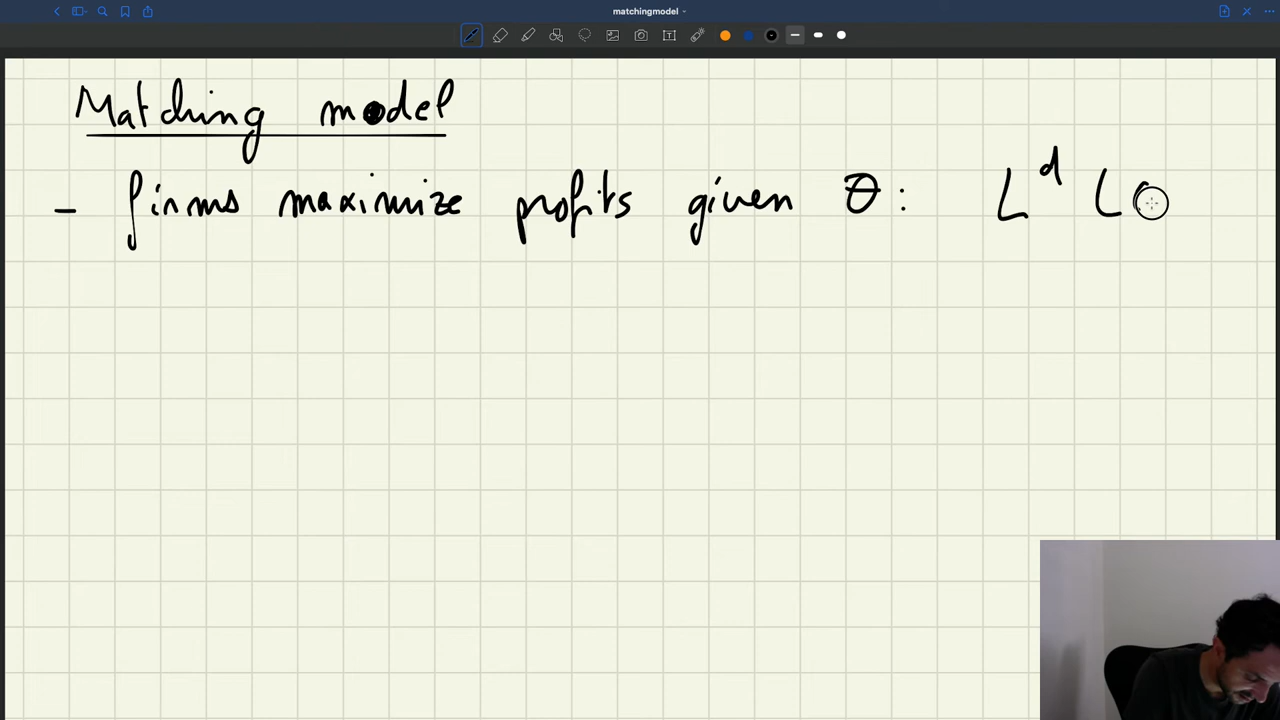 matchingmodel
Matching model
- firms maximize profits given θ: L^d (